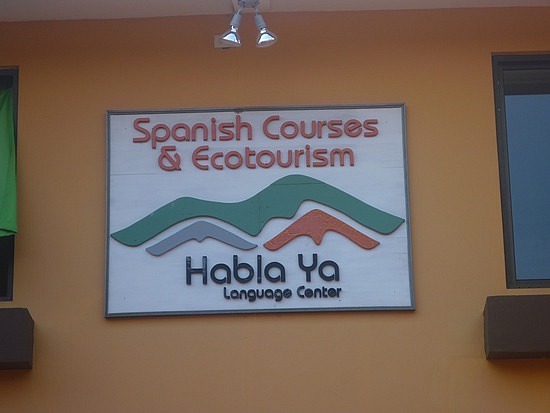 Spanish Courses
& Ecotourism
Habla Ya
Language Center